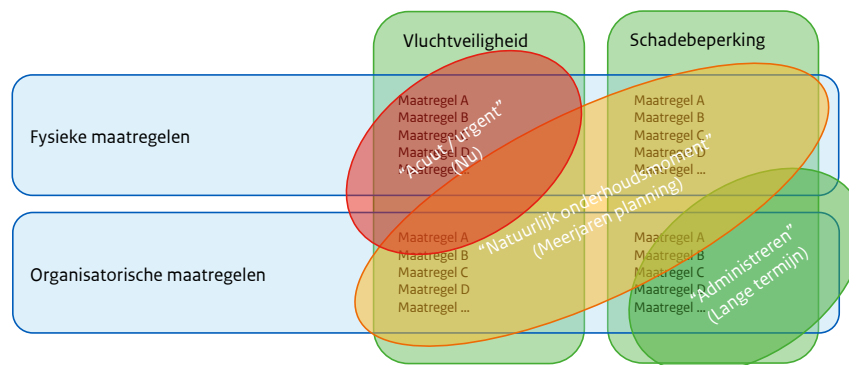 Vluchtveiligheid
Schadebeperking
Fysieke maatregelen
Maatregel A
Maatregel B
Maatregel C
Maatregel D
Maatregel ...
Maatregel A
Maatregel B
Maatregel C
Maatregel D
Maatregel ...
“Acuut / urgent”
(Nu)
“Natuurlijk onderhoudsmoment”
(Meerjaren planning)
Organisatorische maatregelen
Maatregel A
Maatregel B
Maatregel C
Maatregel D
Maatregel ...
Maatregel A
Maatregel B
Maatregel C
Maatregel D
Maatregel ...
“Administreren”
(Lange termijn)